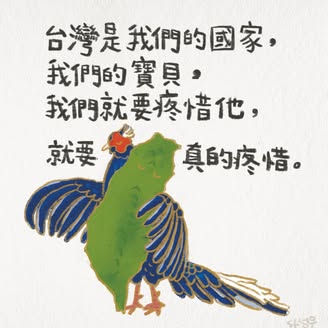 台灣是我們的國家，
我們的寶貝，
我們就要疼惜他，
就要 真的疼惜。